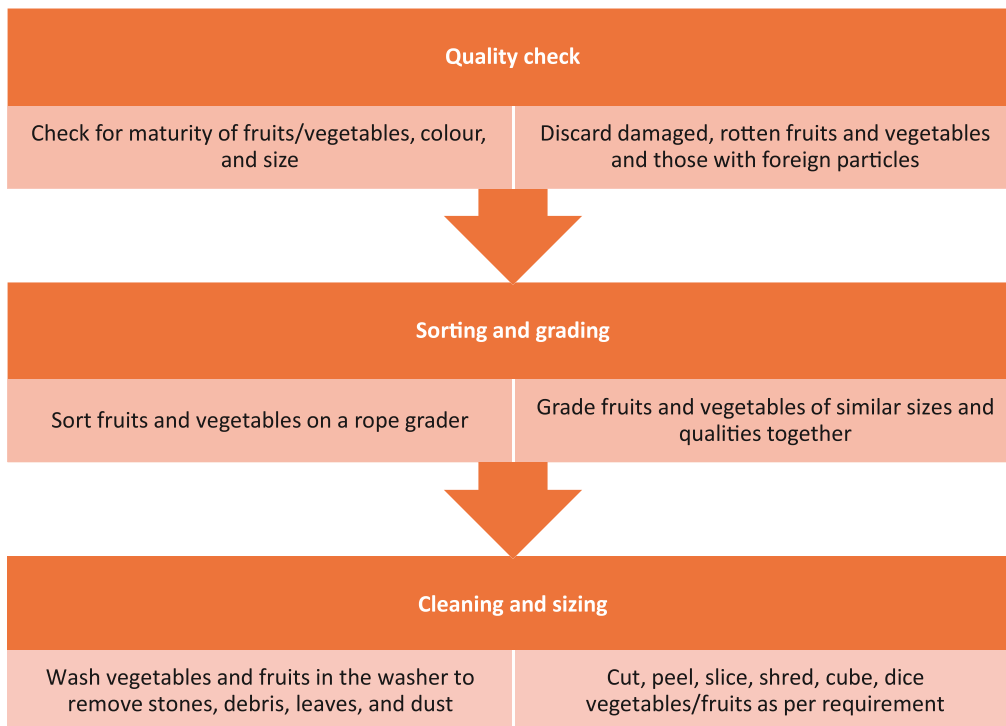 Quality check
Check for maturity of fruits/vegetables, colour,
and size
Discard damaged, rotten fruits and vegetables
and those with foreign particles
Sorting and grading
Sort fruits and vegetables on a rope grader
Grade fruits and vegetables of similar sizes and
qualities together
Cleaning and sizing
Wash vegetables and fruits in the washer to
remove stones, debris, leaves, and dust
Cut, peel, slice, shred, cube, dice
vegetables/fruits as per requirement